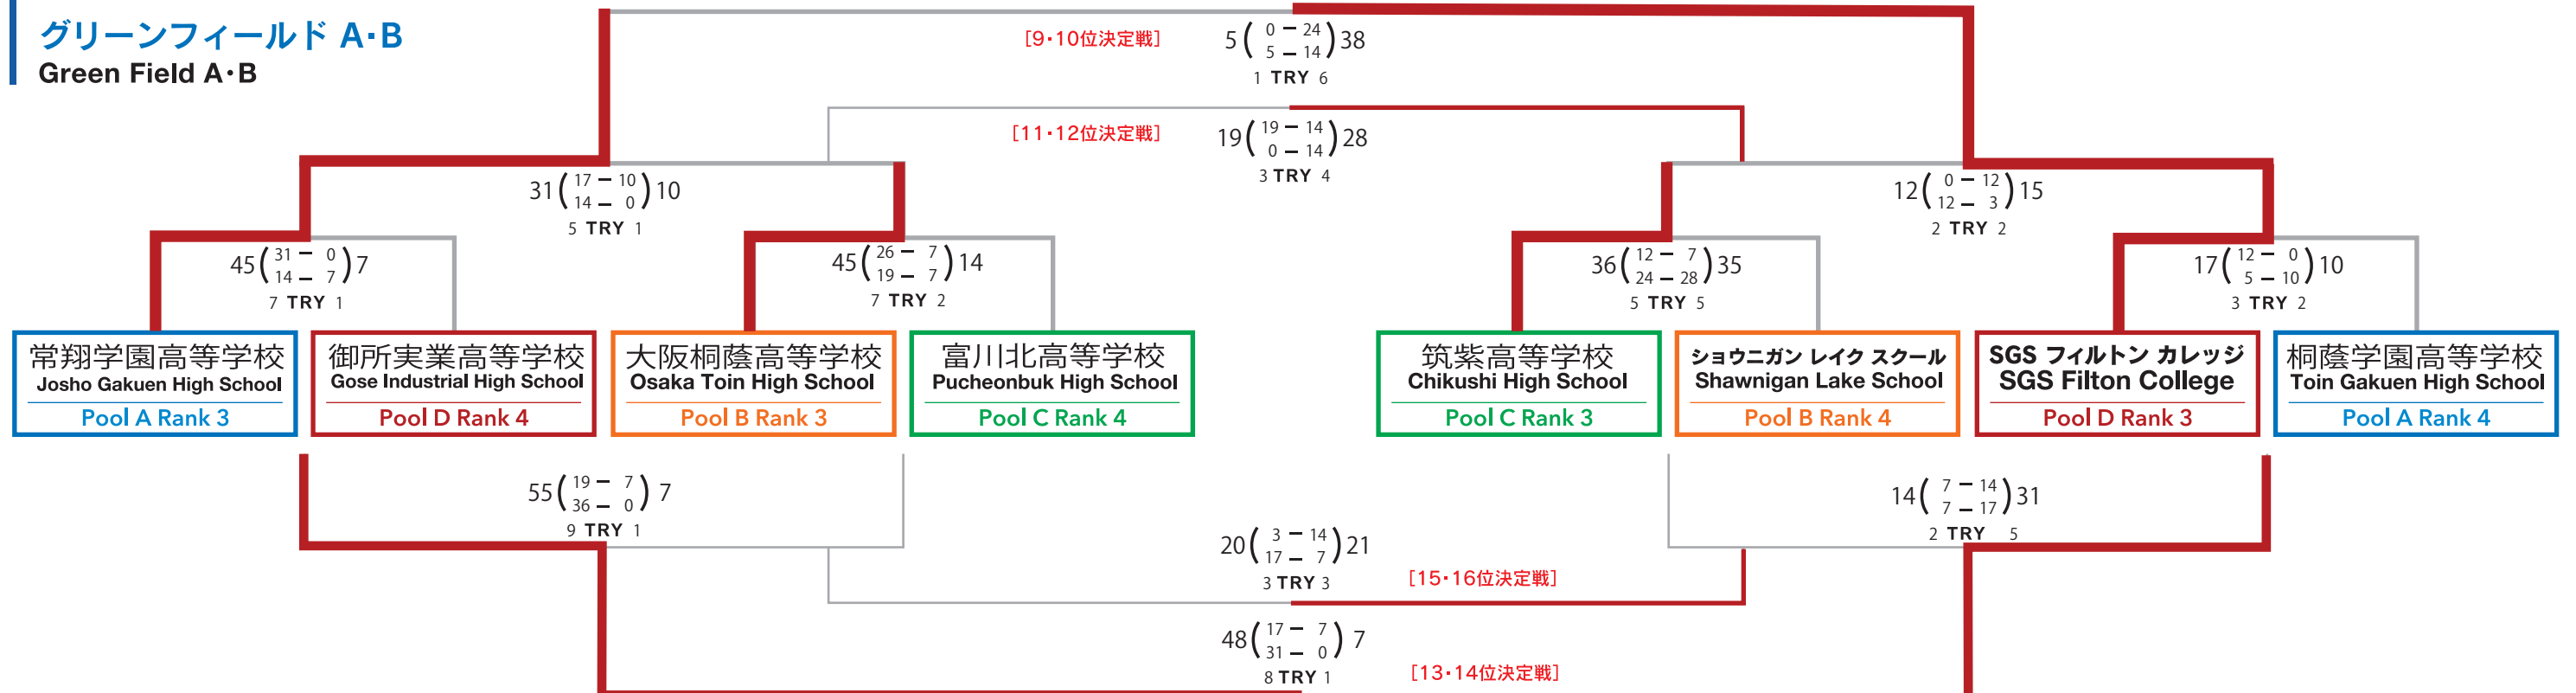 グリーンフィールド A・B
Green Field A・B
[9・10位決定戦]
5 ( 0 − 24 ) 38
5 − 14
1 TRY 6
[11・12位決定戦]
19 ( 19 − 14 ) 28
0 − 14
3 TRY 4
31 ( 17 − 10 ) 10
14 − 0
5 TRY 1
12 ( 0 − 12 ) 15
12 − 3
2 TRY 2
45 ( 31 − 0 ) 7
14 − 7
7 TRY 1
45 ( 26 − 7 ) 14
19 − 7
7 TRY 2
36 ( 12 − 7 ) 35
24 − 28
5 TRY 5
17 ( 12 − 0 ) 10
5 − 10
3 TRY 2
常翔学園高等学校
Josho Gakuen High School
Pool A Rank 3
御所実業高等学校
Gose Industrial High School
Pool D Rank 4
大阪桐蔭高等学校
Osaka Toin High School
Pool B Rank 3
富川北高等学校
Pucheonbuk High School
Pool C Rank 4
筑紫高等学校
Chikushi High School
Pool C Rank 3
ショウニガン レイク スクール
Shawnigan Lake School
Pool B Rank 4
SGS フィルトン カレッジ
SGS Filton College
Pool D Rank 3
桐蔭学園高等学校
Toin Gakuen High School
Pool A Rank 4
55 ( 19 − 7 ) 7
36 − 0
9 TRY 1
14 ( 7 − 14 ) 31
7 − 17
2 TRY 5
20 ( 3 − 14 ) 21
17 − 7
3 TRY 3
[15・16位決定戦]
48 ( 17 − 7 ) 7
31 − 0
8 TRY 1
[13・14位決定戦]